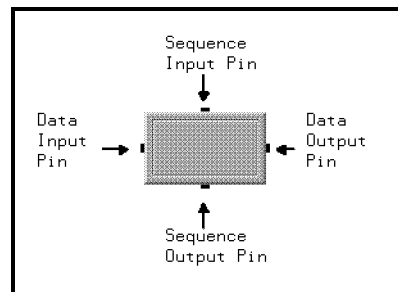 Sequence
Input Pin
Data
Input
Pin
Data
Output
Pin
Sequence
Output Pin